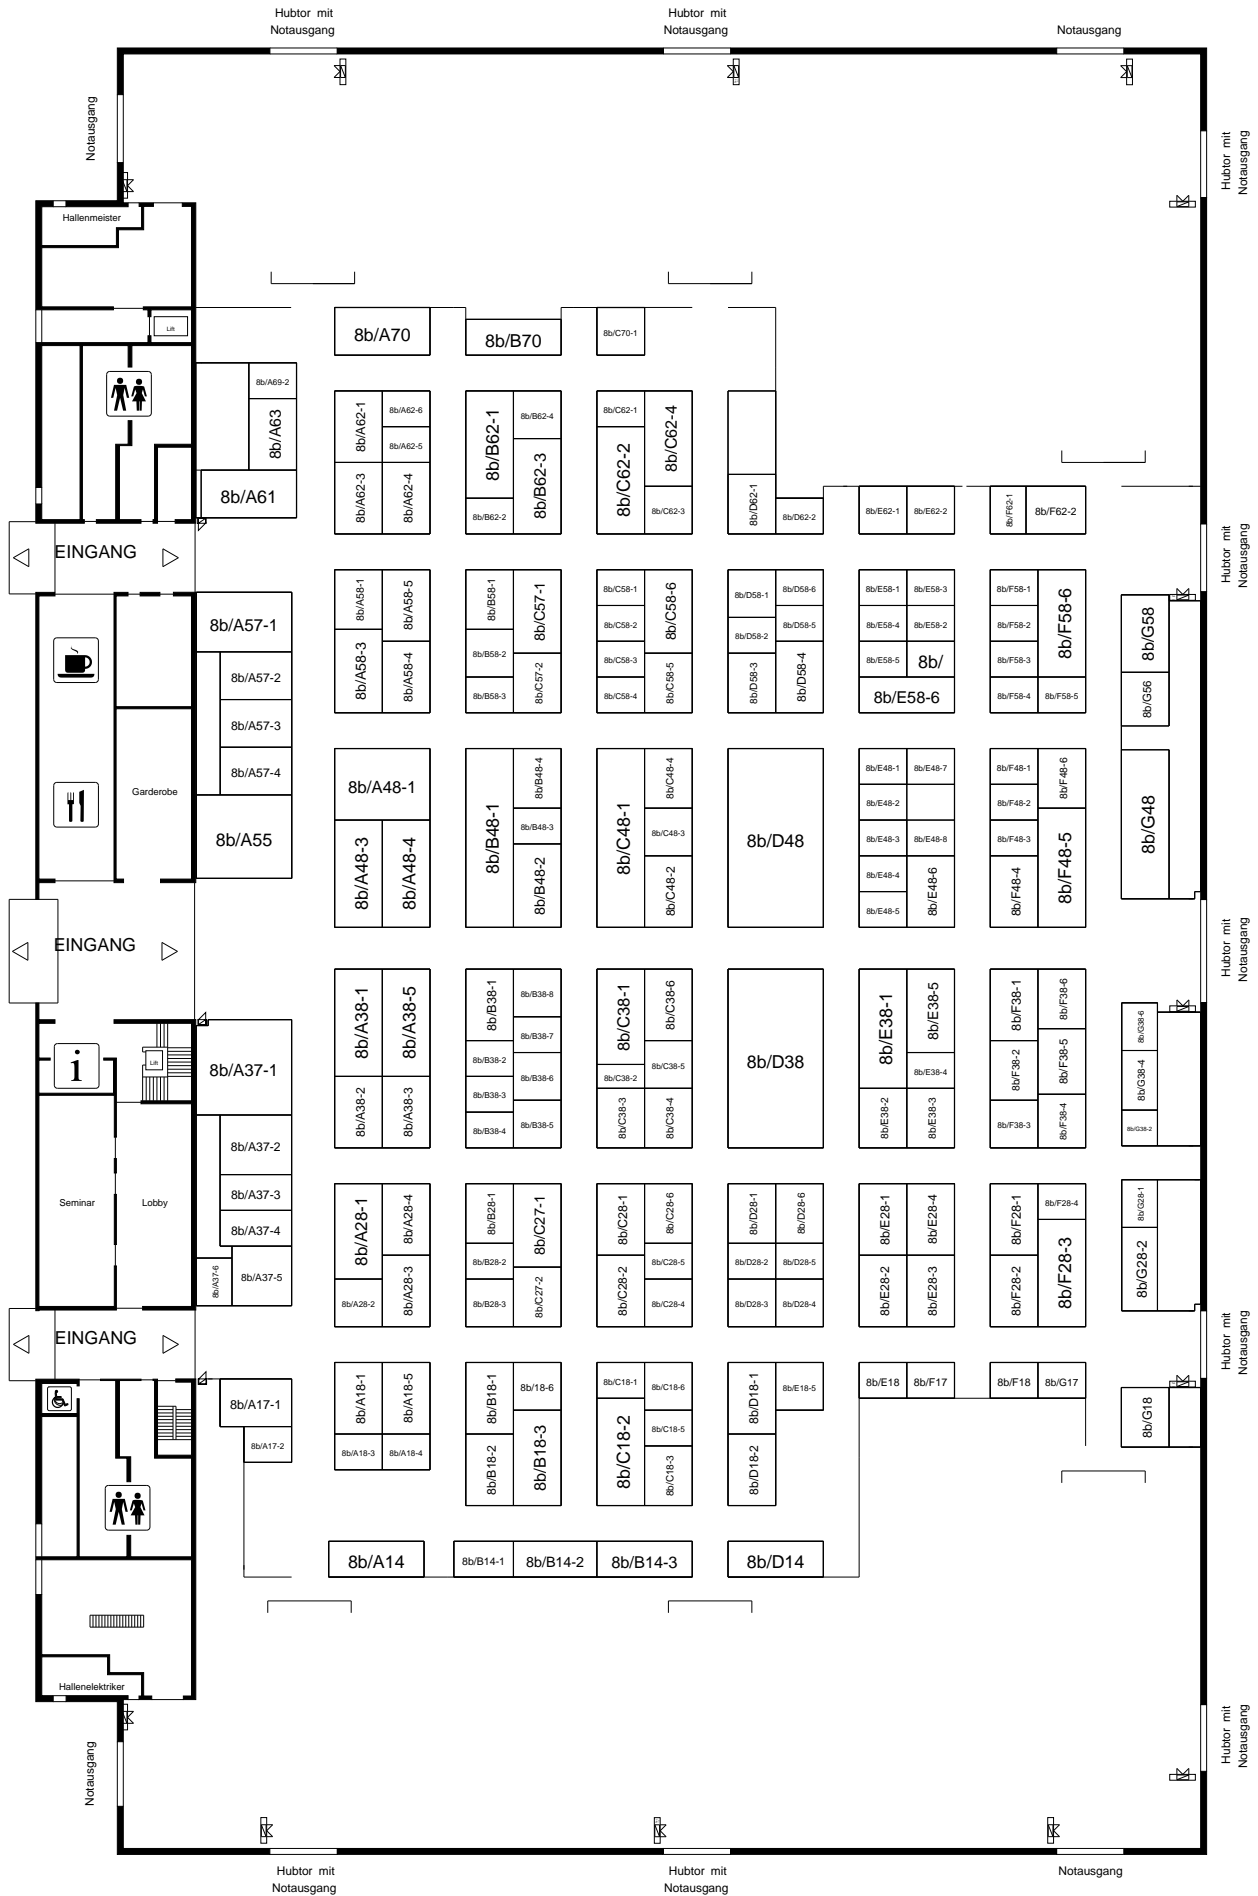 Hubtor mit
Notausgang
Hubtor mit
Notausgang
Notausgang
Notausgang
Hubtor mit
Notausgang
Hallenmeister
Lift
8b/A70
8b/B70
8b/C70-1
8b/A69-2
8b/A63
8b/A61
8b/A62-1
8b/A62-6
8b/A62-5
8b/A62-3
8b/A62-4
8b/B62-1
8b/B62-4
8b/B62-3
8b/B62-2
8b/C62-1
8b/C62-4
8b/C62-2
8b/C62-3
8b/D62-1
8b/D62-2
8b/E62-1
8b/E62-2
8b/F62-1
8b/F62-2
EINGANG
Hubtor mit
Notausgang
8b/A57-1
8b/A57-2
8b/A57-3
8b/A57-4
8b/A55
Garderobe
8b/A58-1
8b/A58-5
8b/A58-3
8b/A58-4
8b/B58-1
8b/C57-1
8b/B58-2
8b/B58-3
8b/C57-2
8b/C58-1
8b/C58-6
8b/C58-2
8b/C58-3
8b/C58-5
8b/C58-4
8b/D58-1
8b/D58-6
8b/D58-2
8b/D58-5
8b/D58-3
8b/D58-4
8b/E58-1
8b/E58-3
8b/E58-4
8b/E58-2
8b/E58-5
8b/
8b/E58-6
8b/F58-1
8b/F58-6
8b/F58-2
8b/F58-3
8b/F58-4
8b/F58-5
8b/G58
8b/G56
8b/A48-1
8b/A48-3
8b/A48-4
8b/B48-1
8b/B48-4
8b/B48-3
8b/B48-2
8b/C48-1
8b/C48-4
8b/C48-3
8b/C48-2
8b/D48
8b/E48-1
8b/E48-7
8b/E48-2
8b/E48-3
8b/E48-8
8b/E48-4
8b/E48-6
8b/E48-5
8b/F48-1
8b/F48-6
8b/F48-2
8b/F48-3
8b/F48-5
8b/F48-4
8b/G48
EINGANG
Hubtor mit
Notausgang
i
Lift
8b/A37-1
8b/A37-2
8b/A37-3
8b/A37-4
8b/A37-6
8b/A37-5
Seminar
Lobby
8b/A38-1
8b/A38-5
8b/A38-2
8b/A38-3
8b/B38-1
8b/B38-8
8b/B38-7
8b/B38-2
8b/B38-6
8b/B38-3
8b/B38-4
8b/B38-5
8b/C38-1
8b/C38-6
8b/C38-2
8b/C38-5
8b/C38-3
8b/C38-4
8b/D38
8b/E38-1
8b/E38-5
8b/E38-4
8b/E38-2
8b/E38-3
8b/F38-1
8b/F38-6
8b/F38-2
8b/F38-5
8b/F38-3
8b/F38-4
8b/G38-6
8b/G38-4
8b/G38-2
8b/A28-1
8b/A28-4
8b/A28-2
8b/A28-3
8b/B28-1
8b/C27-1
8b/B28-2
8b/B28-3
8b/C27-2
8b/C28-1
8b/C28-6
8b/C28-2
8b/C28-5
8b/C28-4
8b/D28-1
8b/D28-6
8b/D28-2
8b/D28-5
8b/D28-3
8b/D28-4
8b/E28-1
8b/E28-4
8b/E28-2
8b/E28-3
8b/F28-1
8b/F28-4
8b/F28-2
8b/F28-3
8b/G28-1
8b/G28-2
EINGANG
Hubtor mit
Notausgang
8b/A17-1
8b/A17-2
8b/A18-1
8b/A18-5
8b/A18-3
8b/A18-4
8b/B18-1
8b/18-6
8b/B18-2
8b/B18-3
8b/C18-1
8b/C18-6
8b/C18-2
8b/C18-5
8b/C18-3
8b/D18-1
8b/E18-5
8b/D18-2
8b/E18
8b/F17
8b/F18
8b/G17
8b/G18
8b/A14
8b/B14-1
8b/B14-2
8b/B14-3
8b/D14
Hallenelektriker
Notausgang
Hubtor mit
Notausgang
Hubtor mit
Notausgang
Hubtor mit
Notausgang
Notausgang